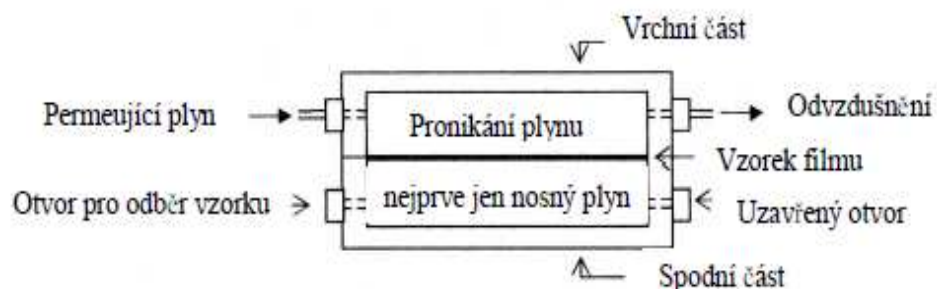 Vrchní část
Permeující plyn
Odvzdušnění
Pronikání plynu
Vzorek filmu
Otvor pro odběr vzorku
nejprve jen nosný plyn
Uzavřený otvor
Spodní část